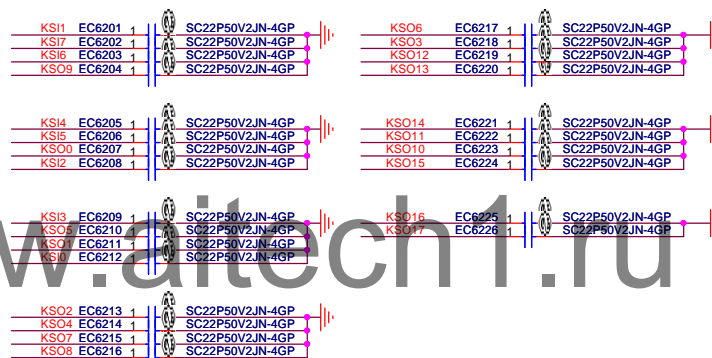 KSI1 EC6201 1 SC22P50V2JN-4GP
KSI7 EC6202 1 SC22P50V2JN-4GP
KSI6 EC6203 1 SC22P50V2JN-4GP
KSO9 EC6204 1 SC22P50V2JN-4GP
KSI4 EC6205 1 SC22P50V2JN-4GP
KSI5 EC6206 1 SC22P50V2JN-4GP
KSO0 EC6207 1 SC22P50V2JN-4GP
KSI2 EC6208 1 SC22P50V2JN-4GP
KSI3 EC6209 1 SC22P50V2JN-4GP
KSO5 EC6210 1 SC22P50V2JN-4GP
KSO1 EC6211 1 SC22P50V2JN-4GP
KSI0 EC6212 1 SC22P50V2JN-4GP
KSO2 EC6213 1 SC22P50V2JN-4GP
KSO4 EC6214 1 SC22P50V2JN-4GP
KSO7 EC6215 1 SC22P50V2JN-4GP
KSO8 EC6216 1 SC22P50V2JN-4GP
KSO6 EC6217 1 SC22P50V2JN-4GP
KSO3 EC6218 1 SC22P50V2JN-4GP
KSO12 EC6219 1 SC22P50V2JN-4GP
KSO13 EC6220 1 SC22P50V2JN-4GP
KSO14 EC6221 1 SC22P50V2JN-4GP
KSO11 EC6222 1 SC22P50V2JN-4GP
KSO10 EC6223 1 SC22P50V2JN-4GP
KSO15 EC6224 1 SC22P50V2JN-4GP
KSO16 EC6225 1 SC22P50V2JN-4GP
KSO17 EC6226 1 SC22P50V2JN-4GP
w.aitech1.ru